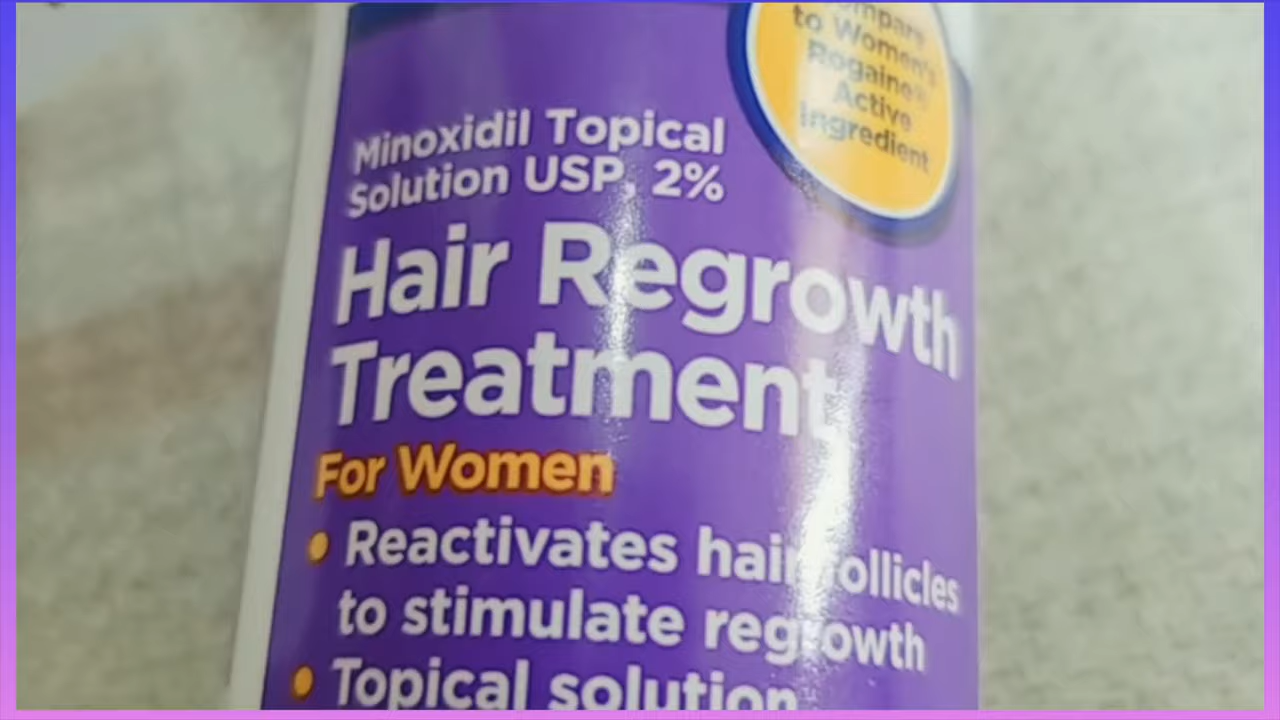 Compare
to Women's
Rogaine®
Active
Ingredient
Minoxidil Topical
Solution USP, 2%
Hair Regrowth
Treatment
For Women
• Reactivates hair follicles
to stimulate regrowth
• Topical solution